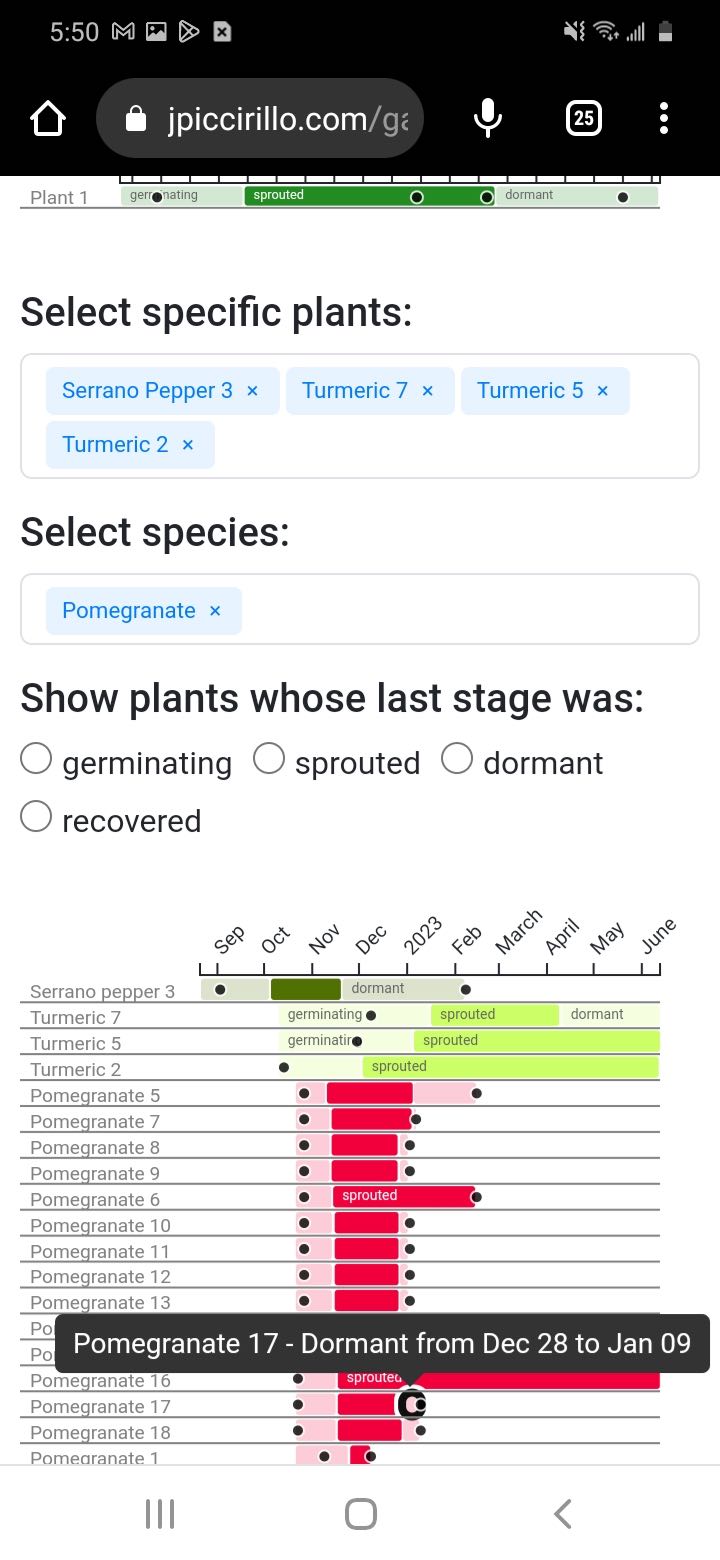 5:50
jpiccirillo.com/ga
25
Plant 1 germinating sprouted dormant
Select specific plants:
Serrano Pepper 3 × Turmeric 7 × Turmeric 5 ×
Turmeric 2 ×
Select species:
Pomegranate ×
Show plants whose last stage was:
germinating sprouted dormant
recovered
Sep Oct Nov Dec 2023 Feb March April May June
Serrano pepper 3 dormant
Turmeric 7 germinating sprouted dormant
Turmeric 5 germinatin sprouted
Turmeric 2 sprouted
Pomegranate 5
Pomegranate 7
Pomegranate 8
Pomegranate 9
Pomegranate 6 sprouted
Pomegranate 10
Pomegranate 11
Pomegranate 12
Pomegranate 13
Po
Pomegranate 17 - Dormant from Dec 28 to Jan 09
Po
Pomegranate 16 sprouted
Pomegranate 17
Pomegranate 18
Pomegranate 1